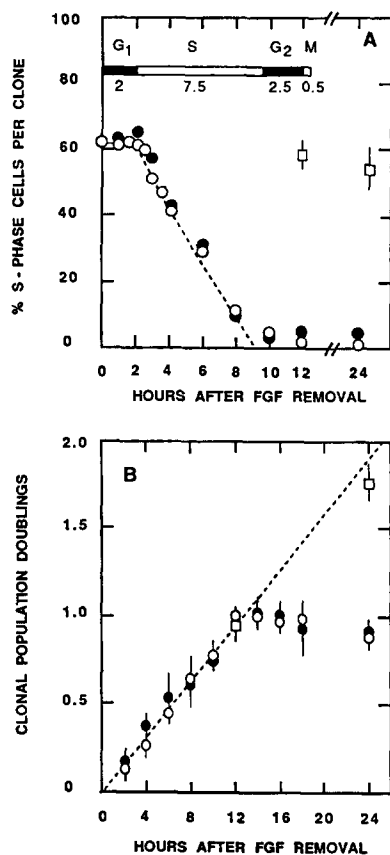 A
G1 S G2 M
2 7.5 2.5 0.5
% S-PHASE CELLS PER CLONE
100
80
60
40
20
0
0 2 4 6 8 10 12 24
HOURS AFTER FGF REMOVAL
B
CLONAL POPULATION DOUBLINGS
2.0
1.5
1.0
0.5
0
0 4 8 12 16 20 24
HOURS AFTER FGF REMOVAL